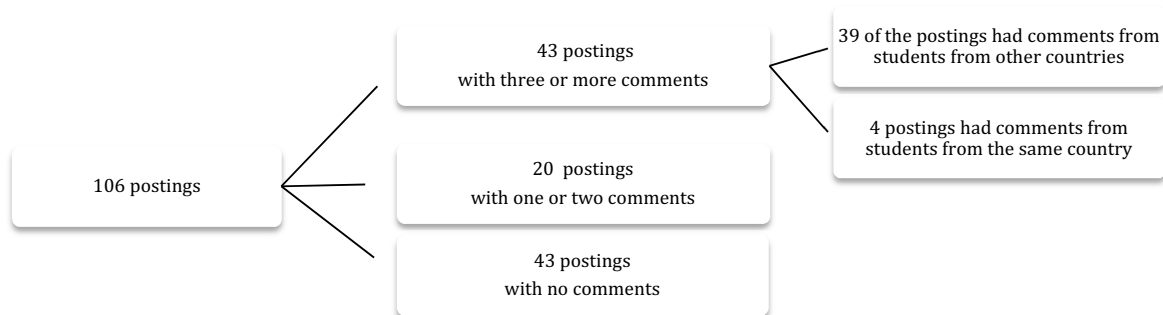 106 postings
43 postings
with three or more comments
20 postings
with one or two comments
43 postings
with no comments
39 of the postings had comments from
students from other countries
4 postings had comments from
students from the same country